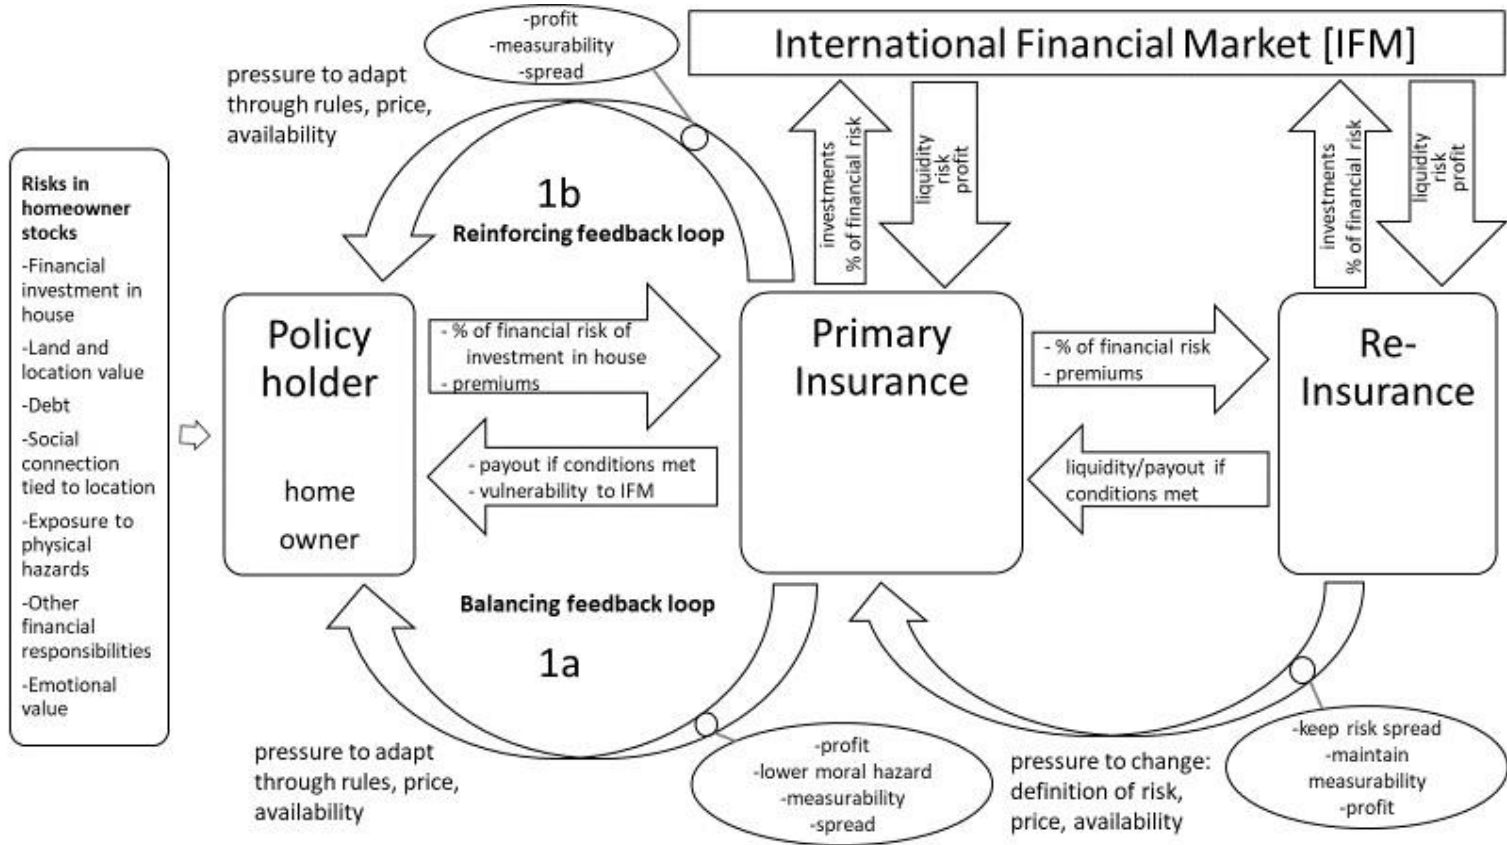 -profit
-measurability
-spread
International Financial Market [IFM]
pressure to adapt
through rules, price,
availability
investments
% of financial risk
liquidity
risk
profit
investments
% of financial risk
liquidity
risk
profit
Risks in
homeowner
stocks
-Financial
investment in
house
-Land and
location value
-Debt
-Social
connection
tied to location
-Exposure to
physical
hazards
-Other
financial
responsibilities
-Emotional
value
1b
Reinforcing feedback loop
Policy
holder
home
owner
- % of financial risk of
investment in house
- premiums
- payout if conditions met
- vulnerability to IFM
Primary
Insurance
- % of financial risk
- premiums
liquidity/payout if
conditions met
Re-
Insurance
Balancing feedback loop
1a
pressure to adapt
through rules, price,
availability
-profit
-lower moral hazard
-measurability
-spread
pressure to change:
definition of risk,
price, availability
-keep risk spread
-maintain
measurability
-profit